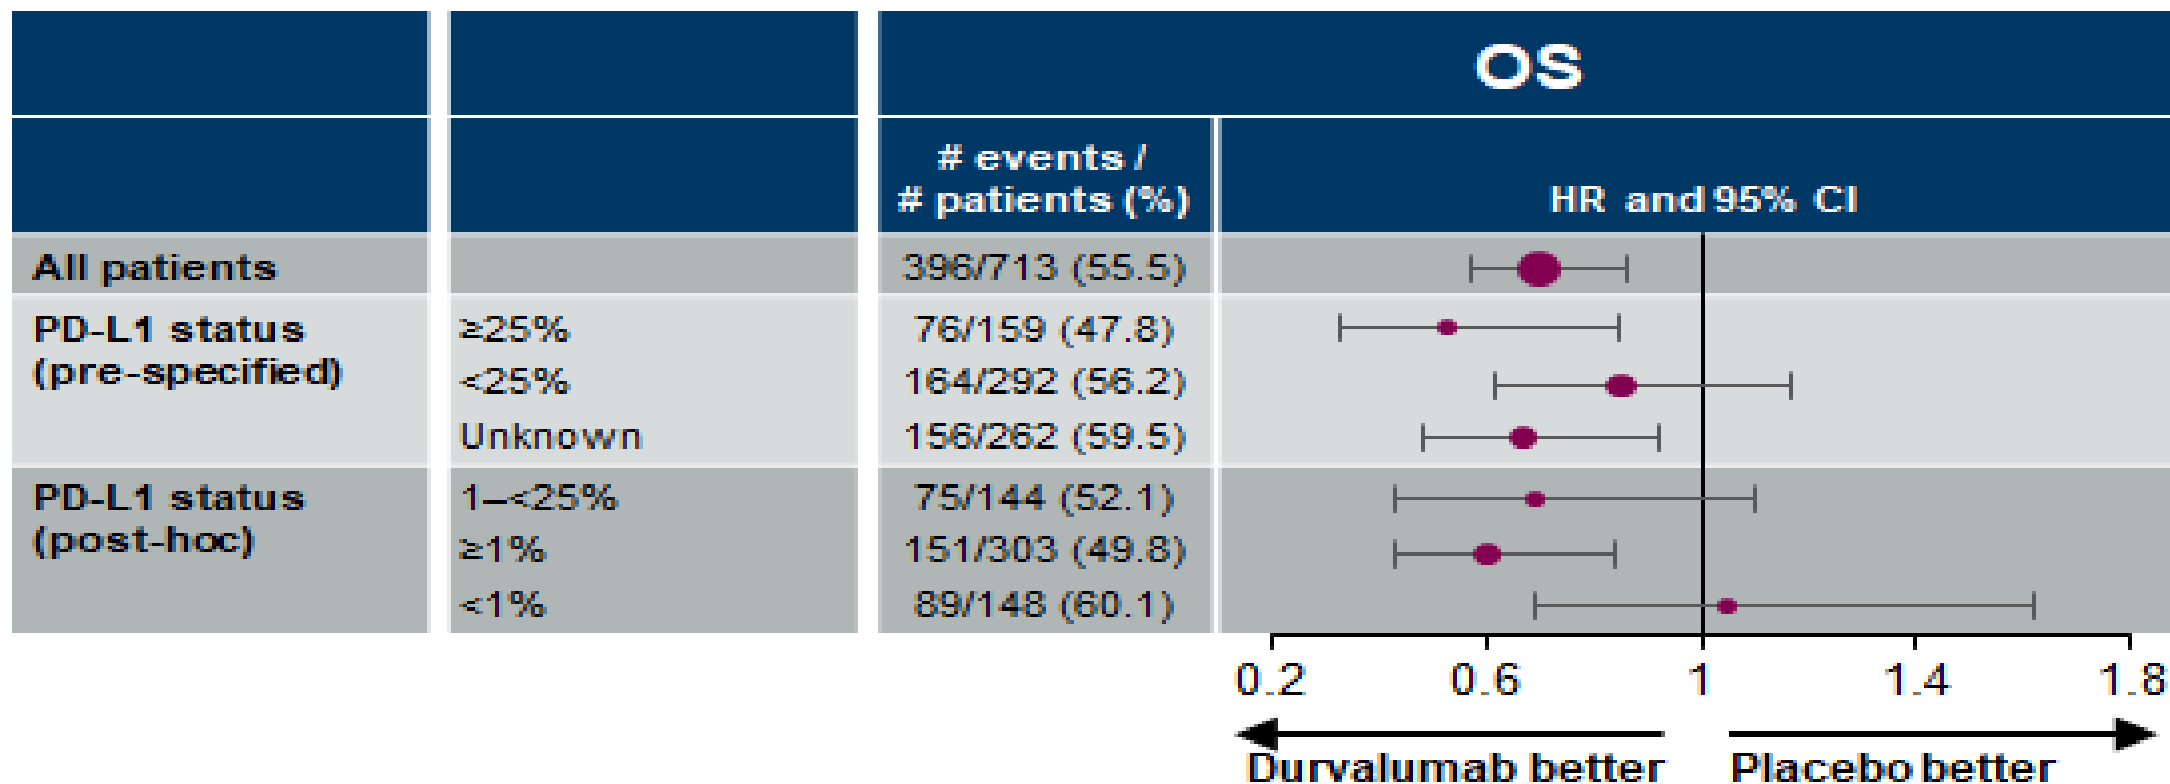 OS
# events /
# patients (%)
HR and 95% CI
All patients
396/713 (55.5)
PD-L1 status
(pre-specified)
≥25%
76/159 (47.8)
<25%
164/292 (56.2)
Unknown
156/262 (59.5)
PD-L1 status
(post-hoc)
1–<25%
75/144 (52.1)
≥1%
151/303 (49.8)
<1%
89/148 (60.1)
0.2 0.6 1 1.4 1.8
Durvalumab better Placebo better